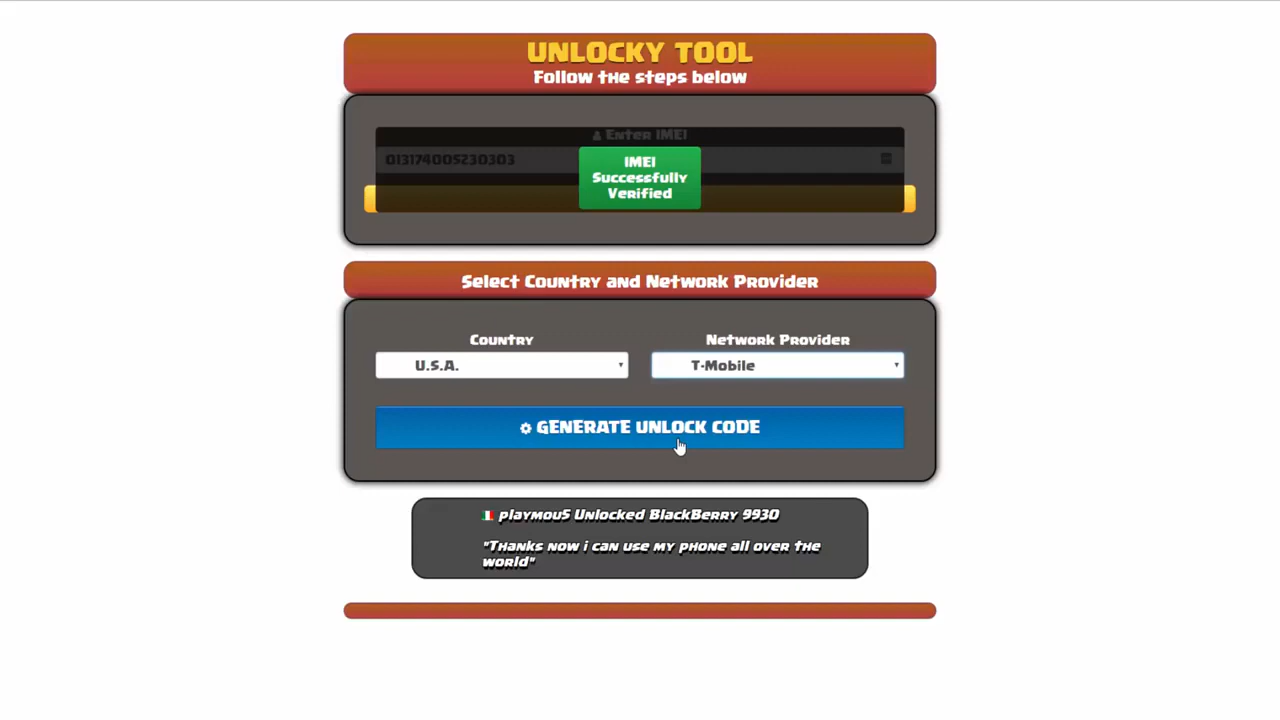 UNLOCKY TOOL
Follow the steps below
Enter IMEI
013174005230303
IMEI
Successfully
Verified
Select Country and Network Provider
Country
Network Provider
U.S.A.
T-Mobile
GENERATE UNLOCK CODE
playmou5 Unlocked BlackBerry 9930
"Thanks now i can use my phone all over the
world"